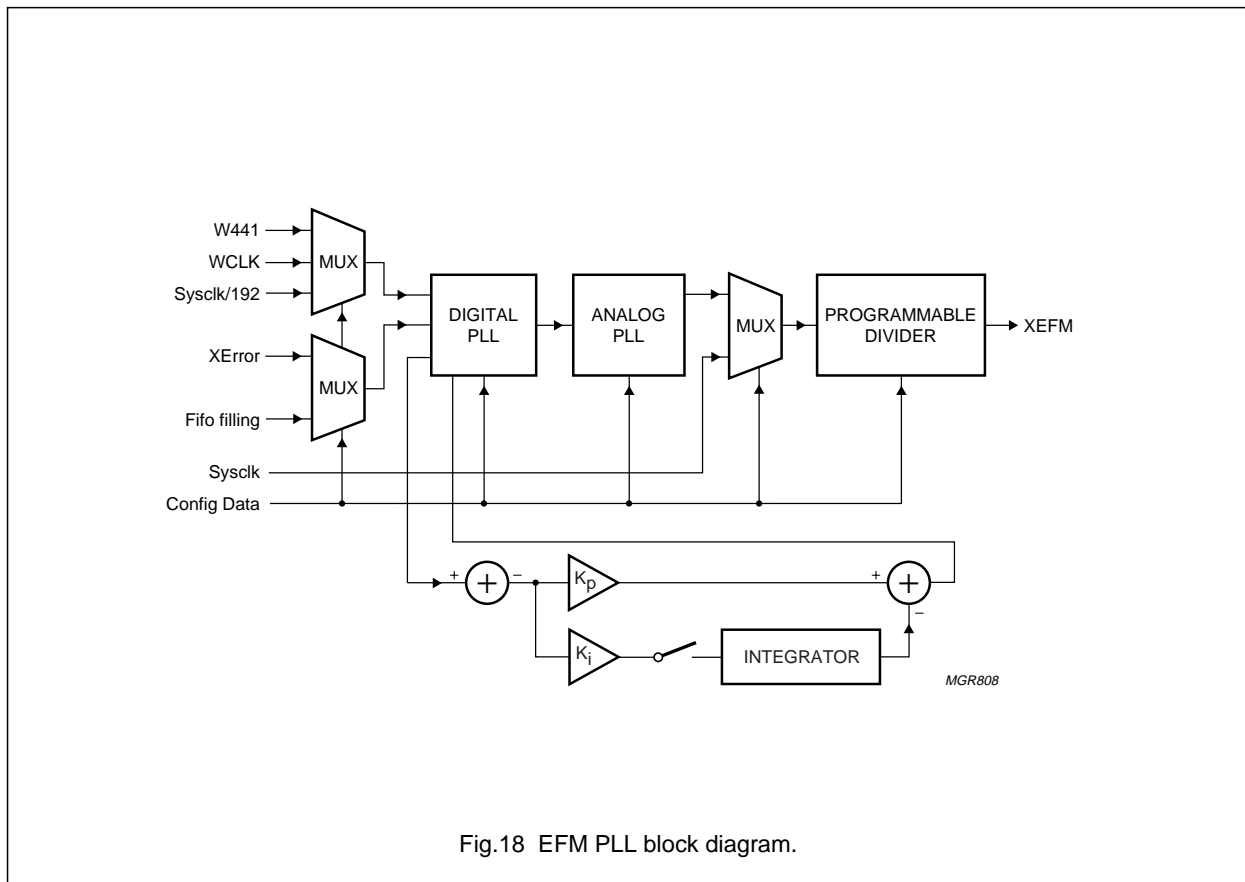 W441
WCLK
Sysclk/192
MUX
XError
Fifo filling
MUX
DIGITAL
PLL
ANALOG
PLL
MUX
PROGRAMMABLE
DIVIDER
XEFM
Sysclk
Config Data
+ + −
Kp
+ + −
Ki
INTEGRATOR
MGR808
Fig.18 EFM PLL block diagram.